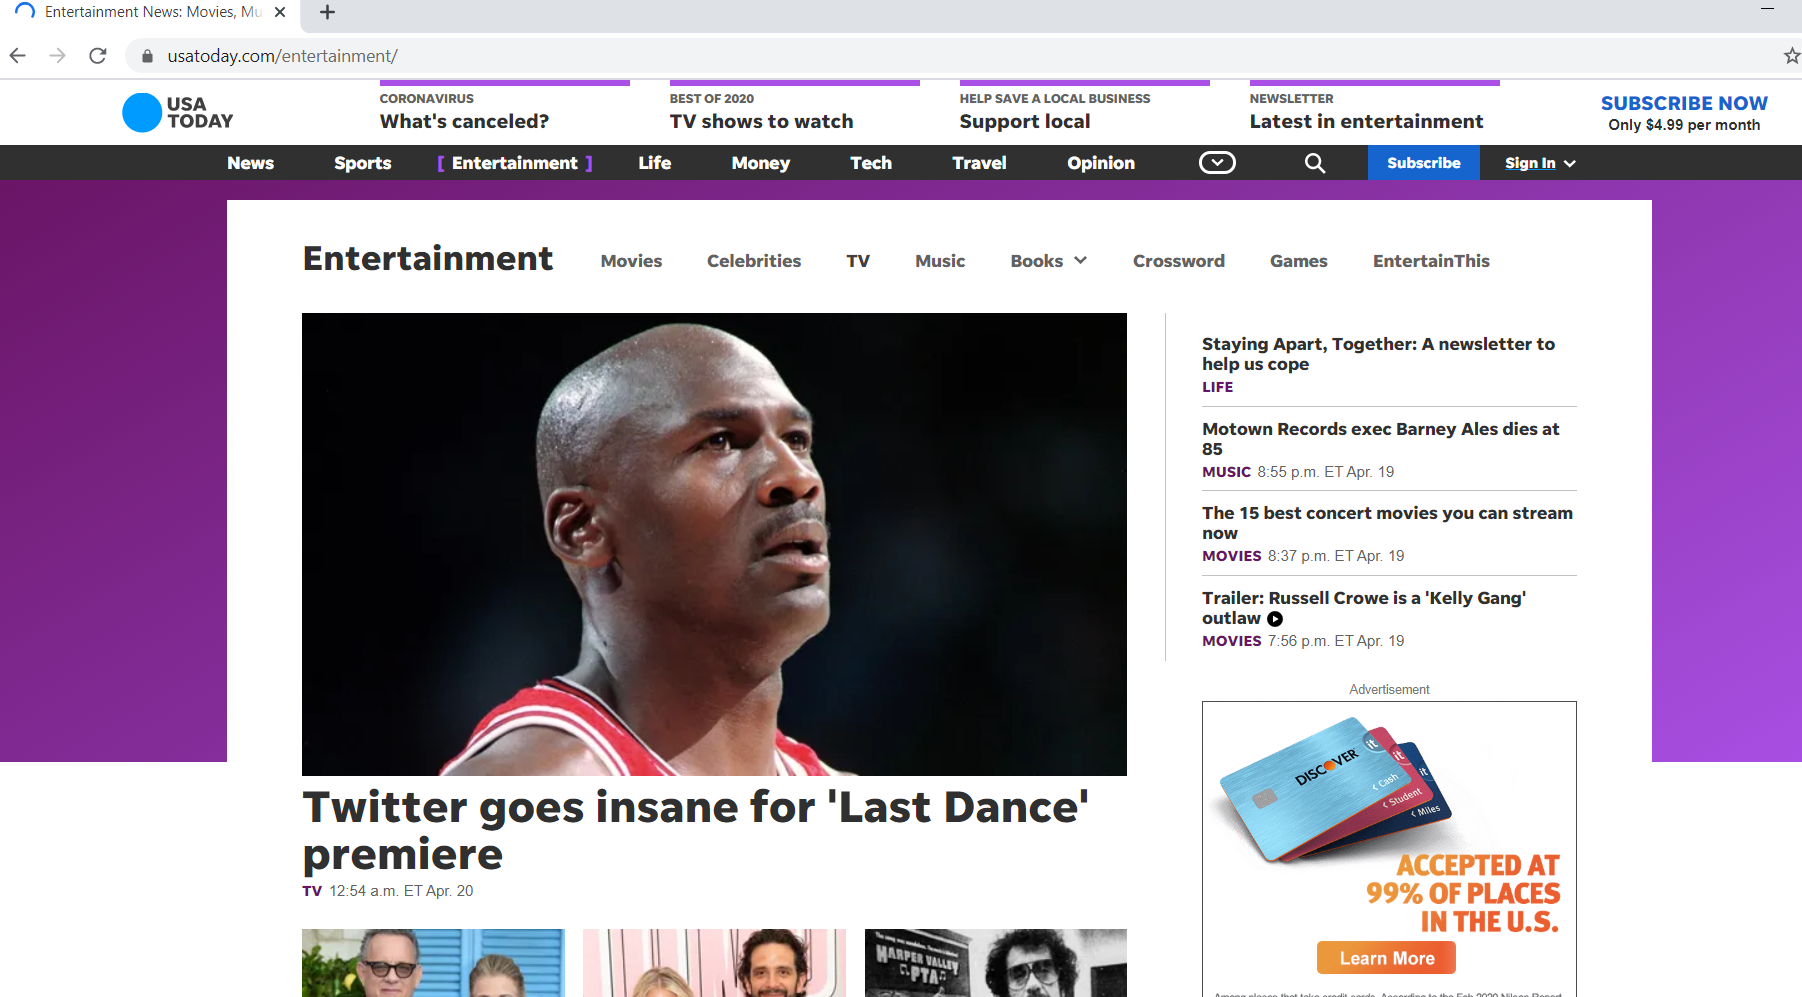 Entertainment News: Movies, Mu
usatoday.com/entertainment/
USA
TODAY
CORONAVIRUS
What's canceled?
BEST OF 2020
TV shows to watch
HELP SAVE A LOCAL BUSINESS
Support local
NEWSLETTER
Latest in entertainment
SUBSCRIBE NOW
Only $4.99 per month
News Sports [ Entertainment ] Life Money Tech Travel Opinion Subscribe Sign In
Entertainment Movies Celebrities TV Music Books Crossword Games EntertainThis
Twitter goes insane for 'Last Dance'
premiere
TV 12:54 a.m. ET Apr. 20
HARPER VALLEY
PTA
Staying Apart, Together: A newsletter to
help us cope
LIFE
Motown Records exec Barney Ales dies at
85
MUSIC 8:55 p.m. ET Apr. 19
The 15 best concert movies you can stream
now
MOVIES 8:37 p.m. ET Apr. 19
Trailer: Russell Crowe is a 'Kelly Gang'
outlaw
MOVIES 7:56 p.m. ET Apr. 19
Advertisement
DISCOVER
it
it
it
Cash
Student
Miles
ACCEPTED AT
99% OF PLACES
IN THE U.S.
Learn More